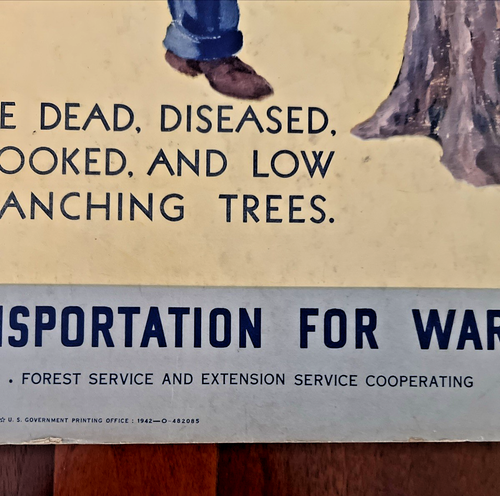 E DEAD, DISEASED,
OOKED, AND LOW
ANCHING TREES.
NSPORTATION FOR WAR
. FOREST SERVICE AND EXTENSION SERVICE COOPERATING
☆ U. S. GOVERNMENT PRINTING OFFICE : 1942—O-482085